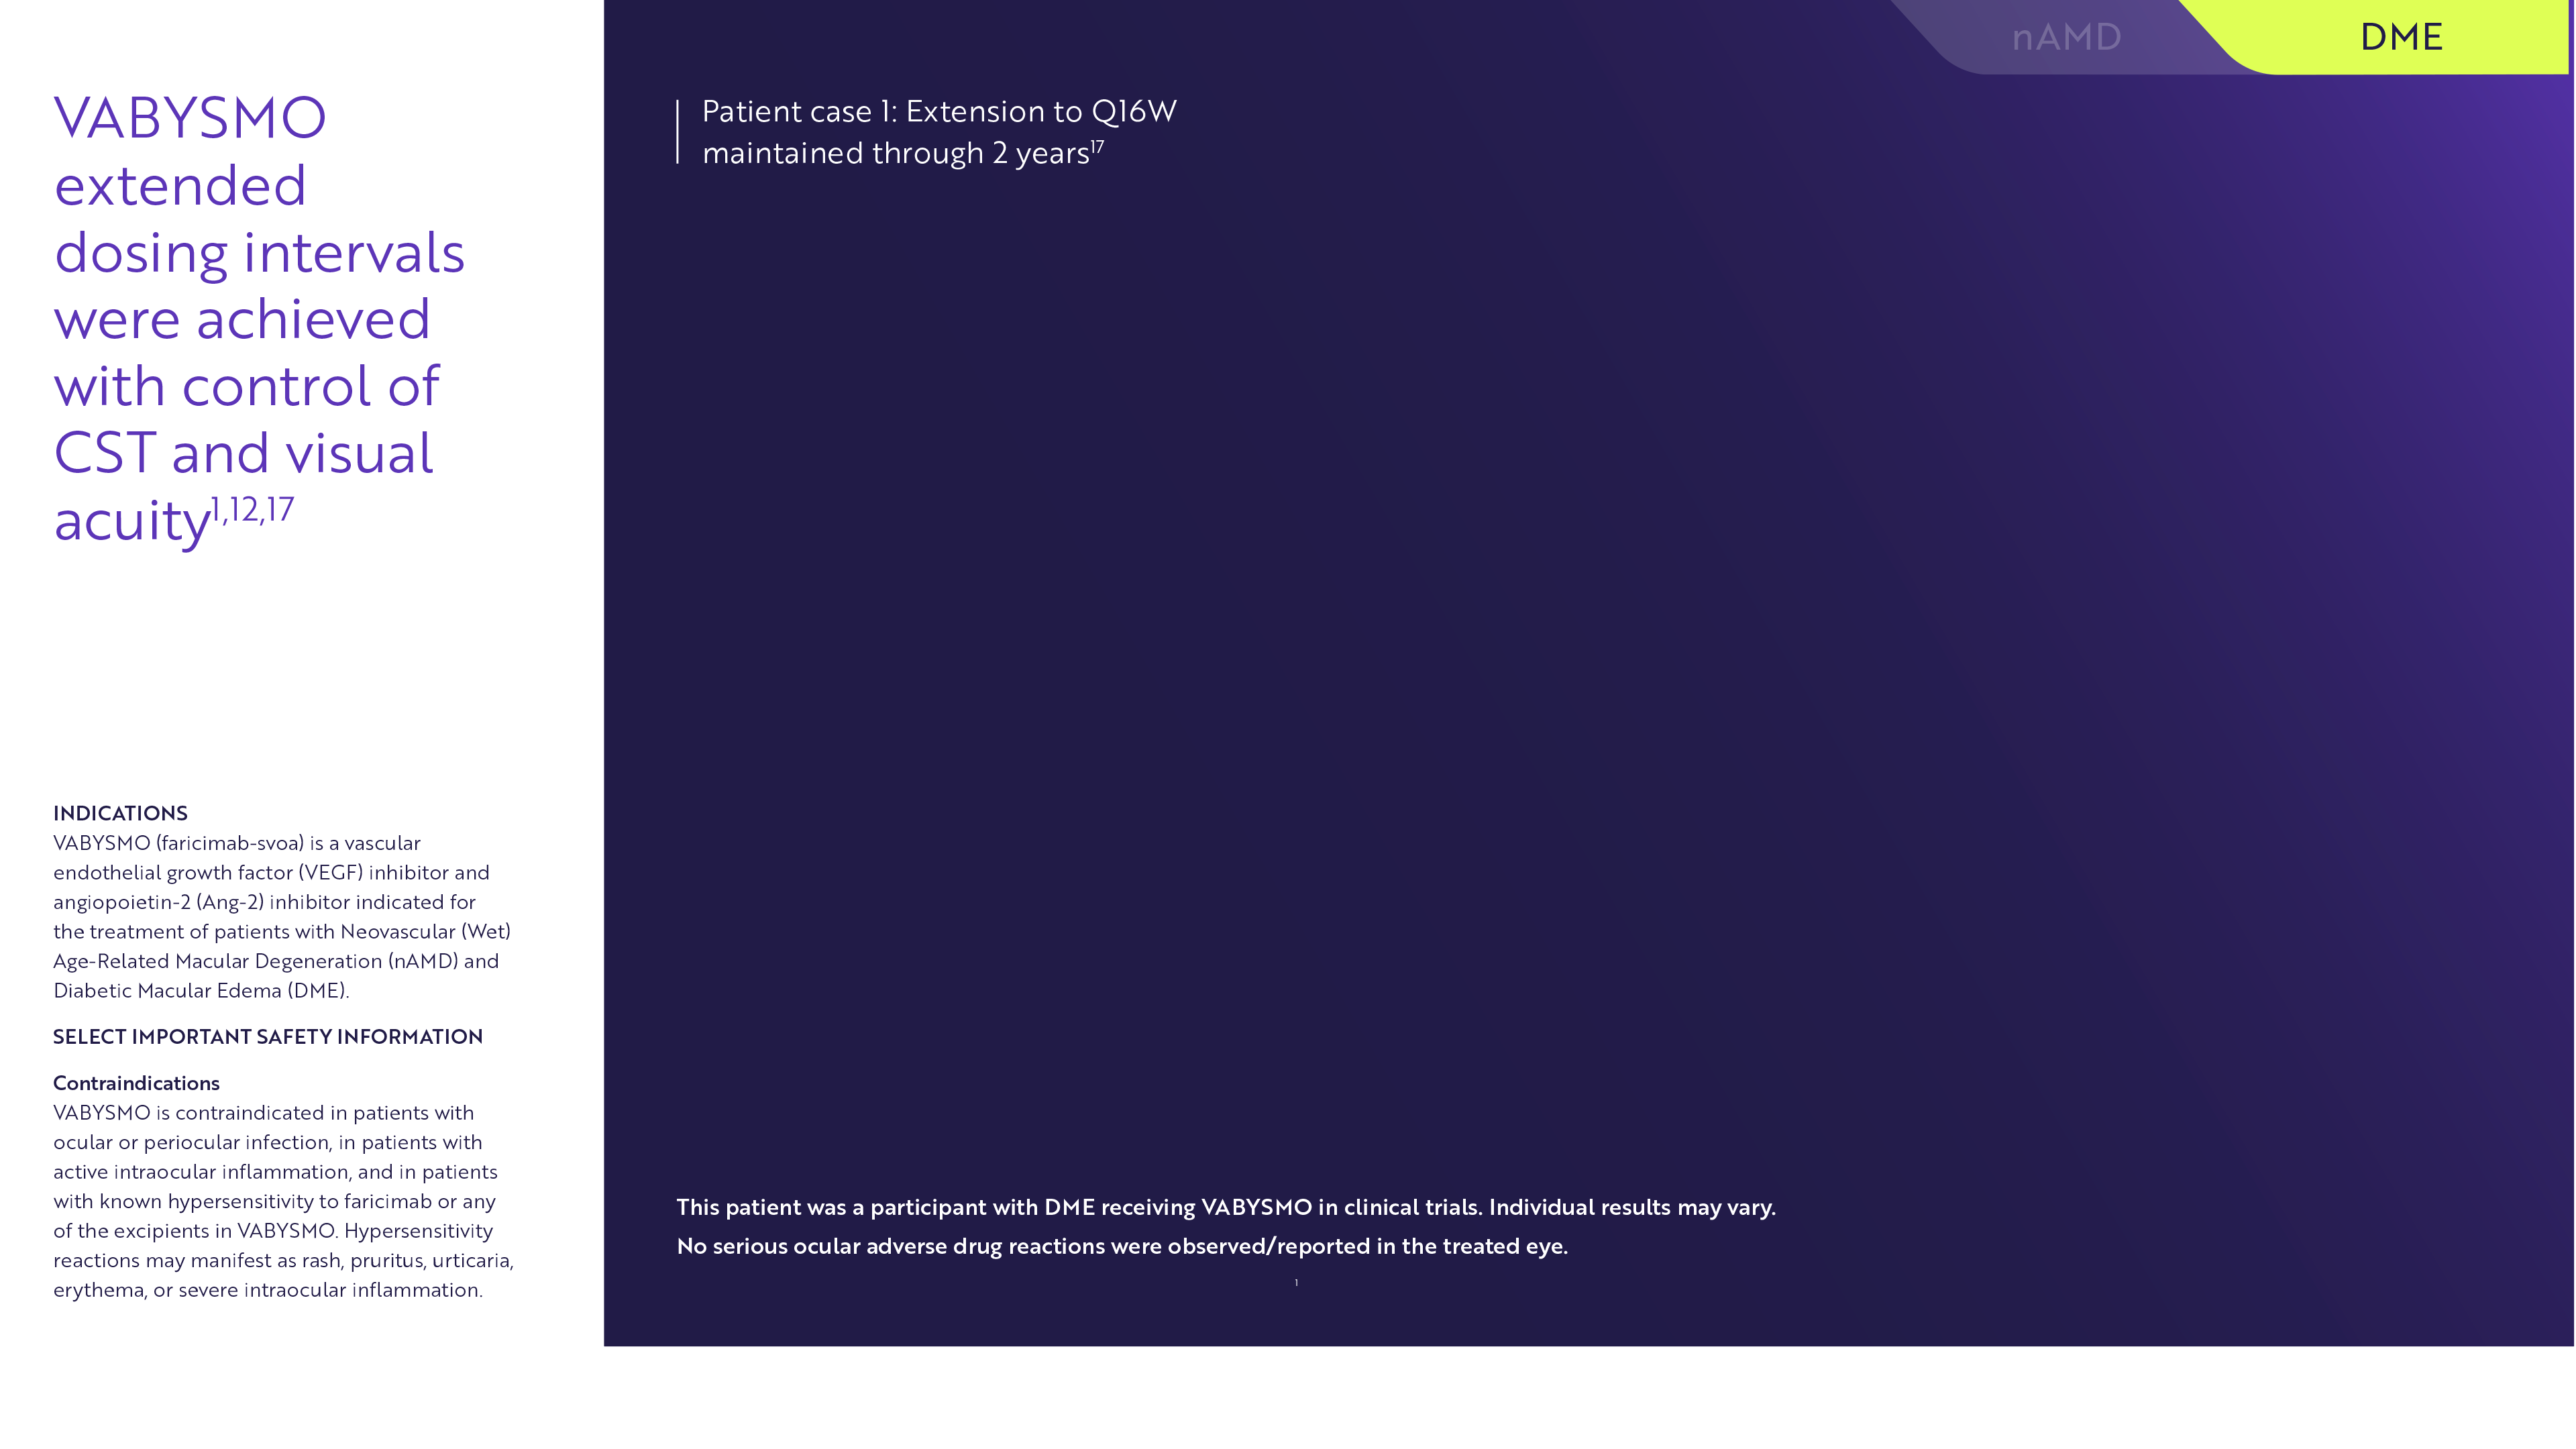 VABYSMO
extended
dosing intervals
were achieved
with control of
CST and visual
acuity1,12,17
INDICATIONS
VABYSMO (faricimab-svoa) is a vascular
endothelial growth factor (VEGF) inhibitor and
angiopoietin-2 (Ang-2) inhibitor indicated for
the treatment of patients with Neovascular (Wet)
Age-Related Macular Degeneration (nAMD) and
Diabetic Macular Edema (DME).
SELECT IMPORTANT SAFETY INFORMATION
Contraindications
VABYSMO is contraindicated in patients with
ocular or periocular infection, in patients with
active intraocular inflammation, and in patients
with known hypersensitivity to faricimab or any
of the excipients in VABYSMO. Hypersensitivity
reactions may manifest as rash, pruritus, urticaria,
erythema, or severe intraocular inflammation.
nAMD
DME
Patient case 1: Extension to Q16W
maintained through 2 years17
This patient was a participant with DME receiving VABYSMO in clinical trials. Individual results may vary.
No serious ocular adverse drug reactions were observed/reported in the treated eye.
1